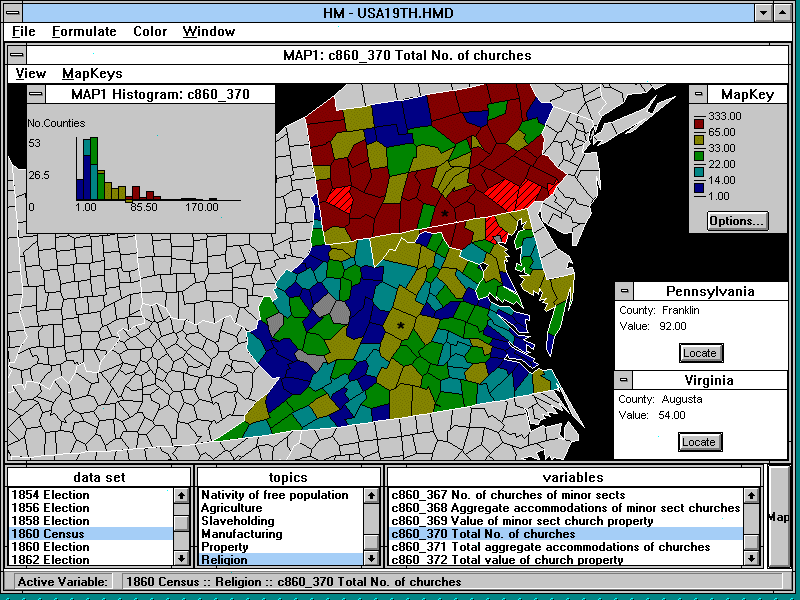 HM - USA19TH.HMD
File Formulate Color Window
MAP1: c860_370 Total No. of churches
View MapKeys
MAP1 Histogram: c860_370
No.Counties
53
26.5
0
1.00 85.50 170.00
MapKey
333.00
65.00
33.00
22.00
14.00
1.00
Options...
*
*
Pennsylvania
County: Franklin
Value: 92.00
Locate
Virginia
County: Augusta
Value: 54.00
Locate
data set
1854 Election
1856 Election
1858 Election
1860 Census
1860 Election
1862 Election
topics
Nativity of free population
Agriculture
Slaveholding
Manufacturing
Property
Religion
variables
c860_367 No. of churches of minor sects
c860_368 Aggregate accommodations of minor sect churches
c860_369 Value of minor sect church property
c860_370 Total No. of churches
c860_371 Total aggregate accomodations of churches
c860_372 Total value of church property
Map
Active Variable: 1860 Census :: Religion :: c860_370 Total No. of churches